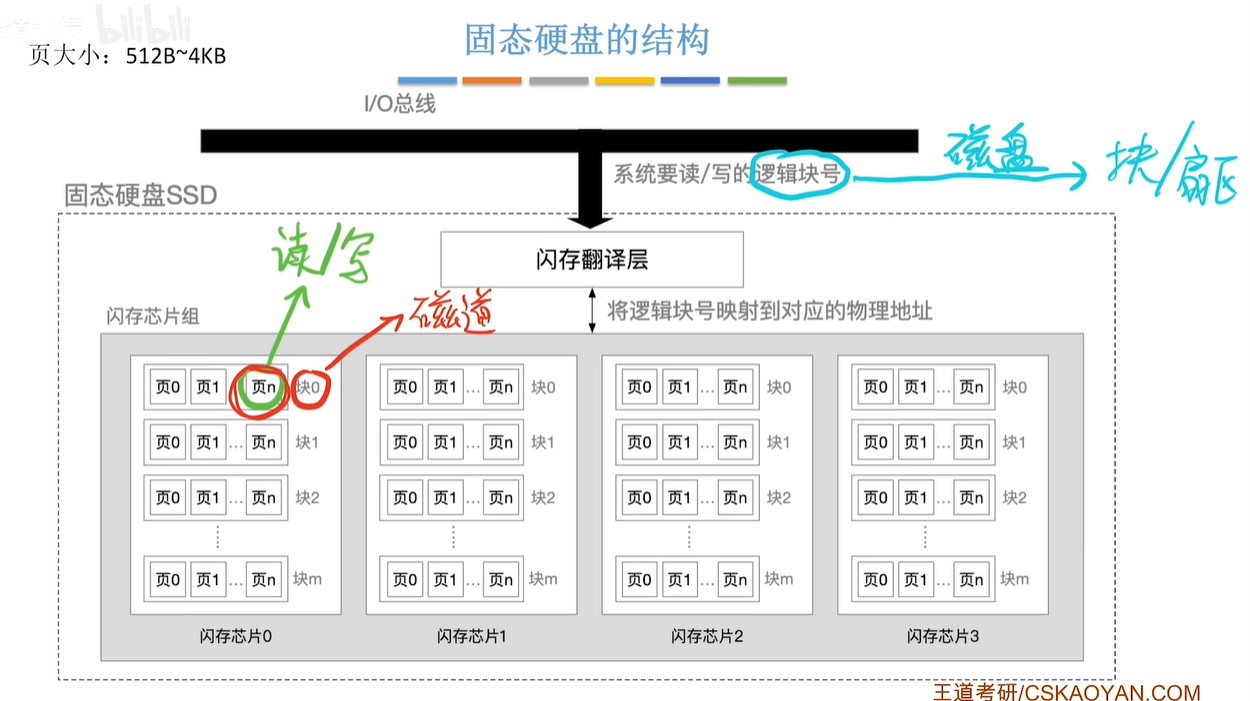 bilibili
固态硬盘的结构
页大小：512B~4KB
I/O总线
系统要读/写的逻辑块号
磁盘
块/扇区
固态硬盘SSD
读/写
闪存翻译层
将逻辑块号映射到对应的物理地址
闪存芯片组
磁道
页0 页1 页n 块0 页0 页1 … 页n 块0 页0 页1 … 页n 块0 页0 页1 … 页n 块0
页0 页1 … 页n 块1 页0 页1 … 页n 块1 页0 页1 … 页n 块1 页0 页1 … 页n 块1
页0 页1 … 页n 块2 页0 页1 … 页n 块2 页0 页1 … 页n 块2 页0 页1 … 页n 块2
页0 页1 … 页n 块m 页0 页1 … 页n 块m 页0 页1 … 页n 块m 页0 页1 … 页n 块m
闪存芯片0 闪存芯片1 闪存芯片2 闪存芯片3
王道考研/CSKAOYAN.COM